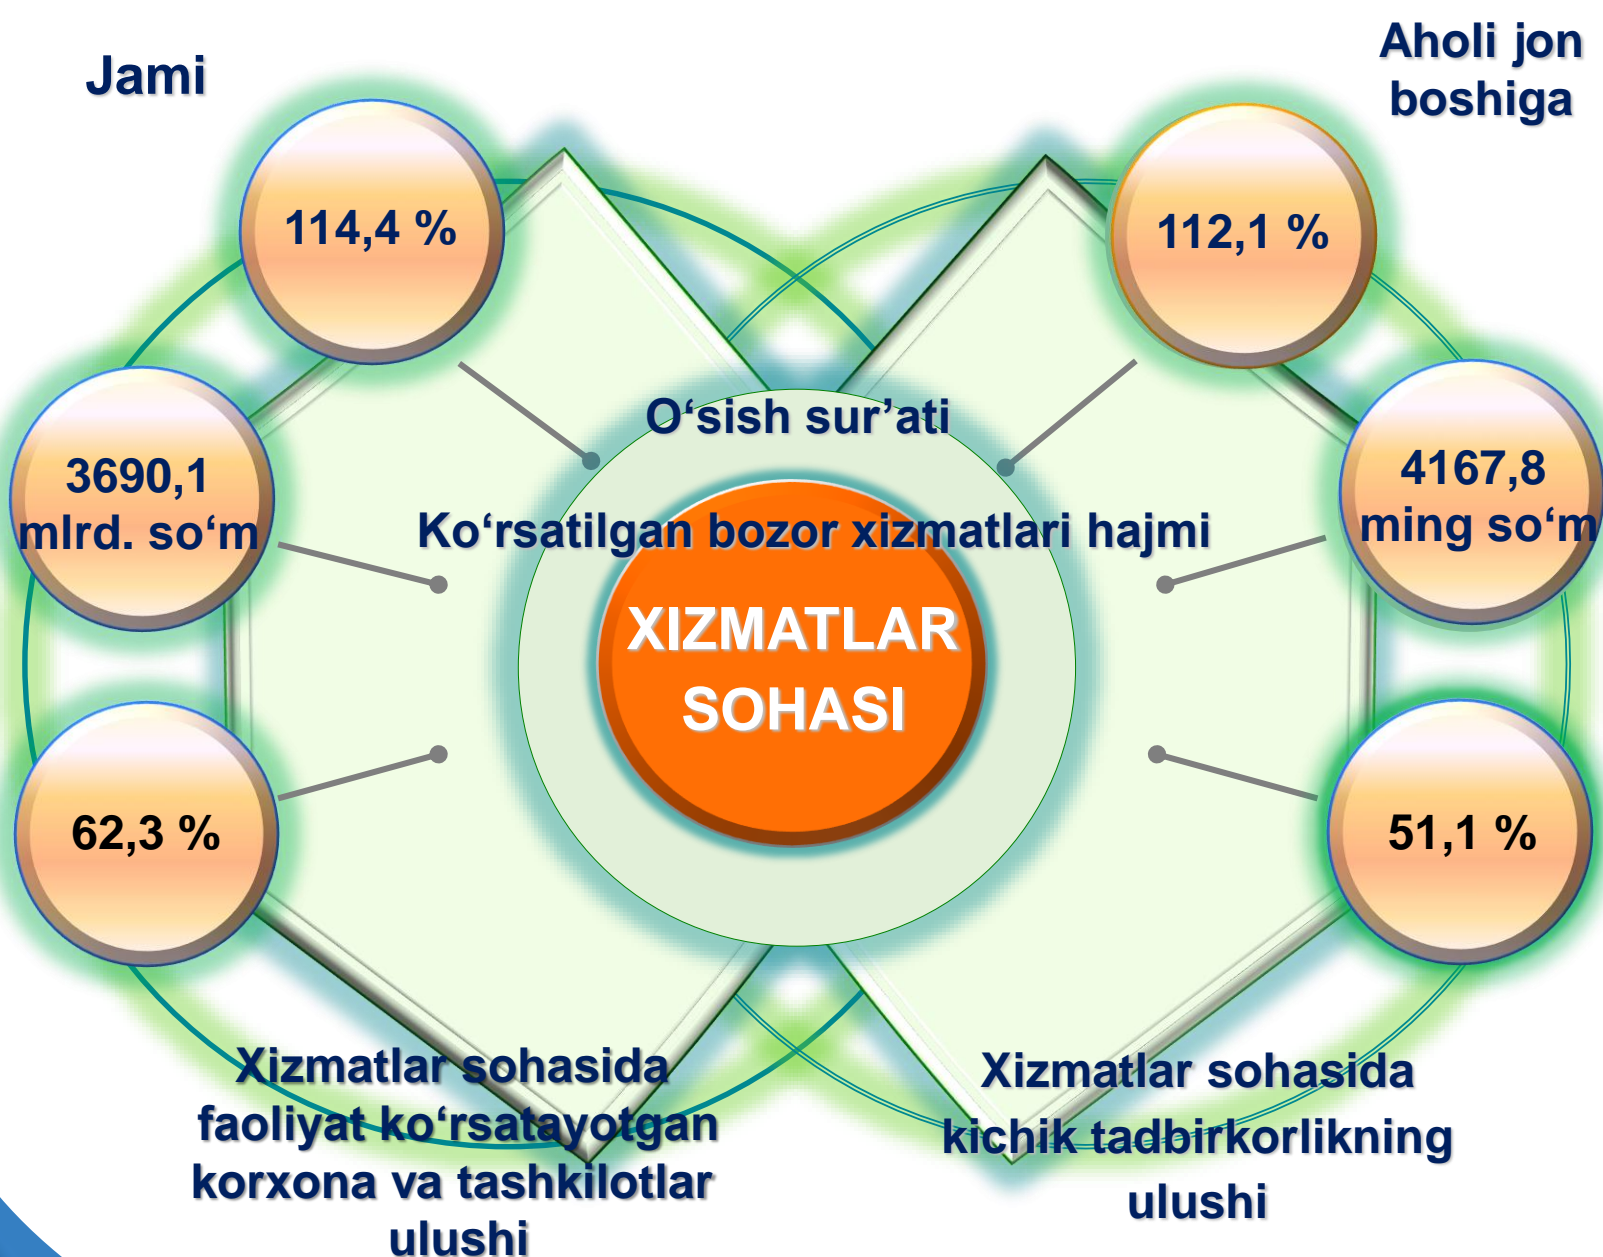 Jami
Aholi jon
boshiga
114,4 %
112,1 %
O‘sish sur’ati
3690,1
mlrd. so‘m
4167,8
ming so‘m
Ko‘rsatilgan bozor xizmatlari hajmi
XIZMATLAR
SOHASI
62,3 %
51,1 %
Xizmatlar sohasida
faoliyat ko‘rsatayotgan
korxona va tashkilotlar
ulushi
Xizmatlar sohasida
kichik tadbirkorlikning
ulushi